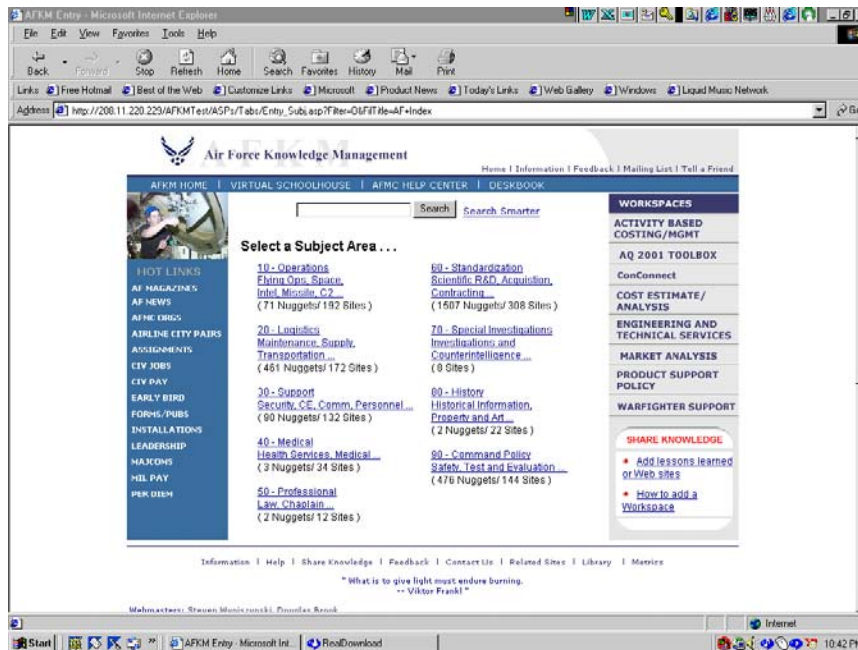 AFKM Entry - Microsoft Internet Explorer
File Edit View Favorites Tools Help
Back Forward Stop Refresh Home Search Favorites History Mail Print
Links Free Hotmail Best of the Web Customize Links Microsoft Product News Today's Links Web Gallery Windows Liquid Music Network
Address http://200.11.220.229/AFKMTest/ASPs/Tabs/Entry_Subj.asp?Filter=0&FilTitle=AF+Index
AFKM
Air Force Knowledge Management
Home | Information | Feedback | Mailing List | Tell a Friend
AFKM HOME | VIRTUAL SCHOOLHOUSE | AFMC HELP CENTER | DESKBOOK
Search Search Smarter
Select a Subject Area . . .
HOT LINKS
AF MAGAZINES
AF NEWS
AFMC ORGS
AIRLINE CITY PAIRS
ASSIGNMENTS
CIV JOBS
CIV PAY
EARLY BIRD
FORMS/PUBS
INSTALLATIONS
LEADERSHIP
MAJCOMS
MIL PAY
PER DIEM
10 - Operations
Flying Ops, Space,
Intel, Missile, C2 ...
( 71 Nuggets/ 192 Sites )
20 - Logistics
Maintenance, Supply,
Transportation ...
( 461 Nuggets/ 172 Sites )
30 - Support
Security, CE, Comm, Personnel ...
( 90 Nuggets/ 132 Sites )
40 - Medical
Health Services, Medical ...
( 3 Nuggets/ 34 Sites )
50 - Professional
Law, Chaplain ...
( 2 Nuggets/ 12 Sites )
60 - Standardization
Scientific R&D, Acquistion,
Contracting ...
( 1507 Nuggets/ 308 Sites )
70 - Special Investigations
Investigations and
Counterintelligence ...
( 8 Sites )
80 - History
Historical Information,
Property and Art ...
( 2 Nuggets/ 22 Sites )
90 - Command Policy
Safety, Test and Evaluation ...
( 476 Nuggets/ 144 Sites )
WORKSPACES
ACTIVITY BASED
COSTING/MGMT
AQ 2001 TOOLBOX
ConConnect
COST ESTIMATE/
ANALYSIS
ENGINEERING AND
TECHNICAL SERVICES
MARKET ANALYSIS
PRODUCT SUPPORT
POLICY
WARFIGHTER SUPPORT
SHARE KNOWLEDGE
Add lessons learned
or Web sites
How to add a
Workspace
Information | Help | Share Knowledge | Feedback | Contact Us | Related Sites | Library | Metrics
" What is to give light must endure burning.
-- Viktor Frankl "
Webmasters: Steven Douglas Brook
Internet
Start AFKM Entry - Microsoft Int... RealDownload 10:42 PM